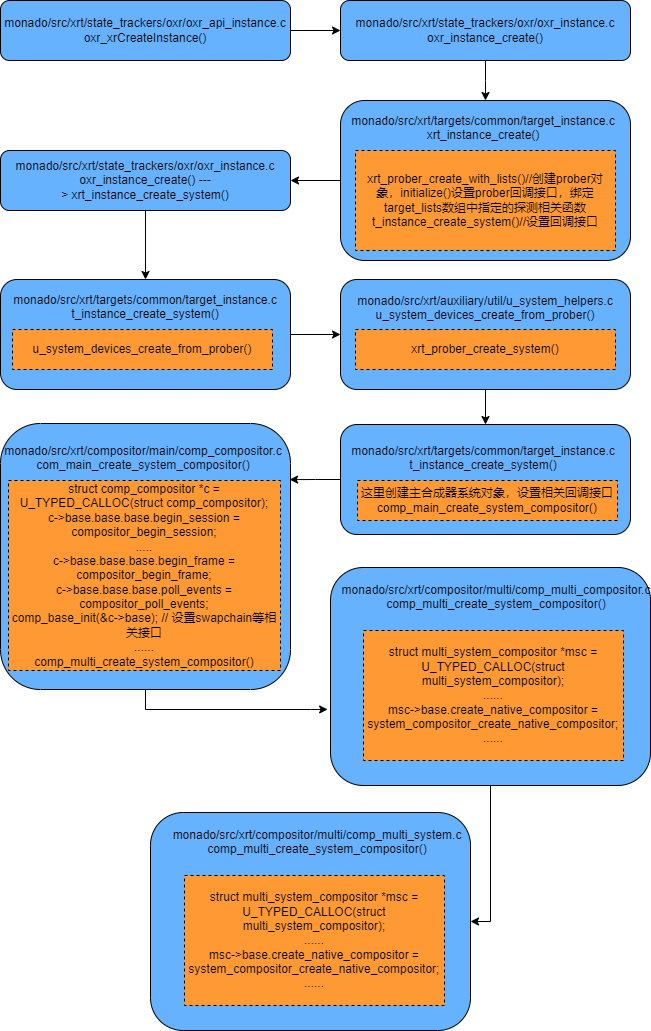 monado/src/xrt/state_trackers/oxr/oxr_api_instance.c
oxr_xrCreateInstance()
monado/src/xrt/state_trackers/oxr/oxr_instance.c
oxr_instance_create()
monado/src/xrt/targets/common/target_instance.c
xrt_instance_create()
xrt_prober_create_with_lists()//创建prober对
象，initialize()设置prober回调接口，绑定
target_lists数组中指定的探测相关函数
t_instance_create_system()//设置回调接口
monado/src/xrt/state_trackers/oxr/oxr_instance.c
oxr_instance_create() ---
> xrt_instance_create_system()
monado/src/xrt/targets/common/target_instance.c
t_instance_create_system()
u_system_devices_create_from_prober()
monado/src/xrt/auxiliary/util/u_system_helpers.c
u_system_devices_create_from_prober()
xrt_prober_create_system()
monado/src/xrt/targets/common/target_instance.c
t_instance_create_system()
这里创建主合成器系统对象，设置相关回调接口
comp_main_create_system_compositor()
monado/src/xrt/compositor/main/comp_compositor.c
com_main_create_system_compositor()
struct comp_compositor *c =
U_TYPED_CALLOC(struct comp_compositor);
c->base.base.base.begin_session =
compositor_begin_session;
.....
c->base.base.base.begin_frame =
compositor_begin_frame;
c->base.base.base.poll_events =
compositor_poll_events;
comp_base_init(&c->base); // 设置swapchain等相
关接口
......
comp_multi_create_system_compositor()
monado/src/xrt/compositor/multi/comp_multi_compositor.c
comp_multi_create_system_compositor()
struct multi_system_compositor *msc =
U_TYPED_CALLOC(struct
multi_system_compositor);
......
msc->base.create_native_compositor =
system_compositor_create_native_compositor;
......
monado/src/xrt/compositor/multi/comp_multi_system.c
comp_multi_create_system_compositor()
struct multi_system_compositor *msc =
U_TYPED_CALLOC(struct
multi_system_compositor);
......
msc->base.create_native_compositor =
system_compositor_create_native_compositor;
......